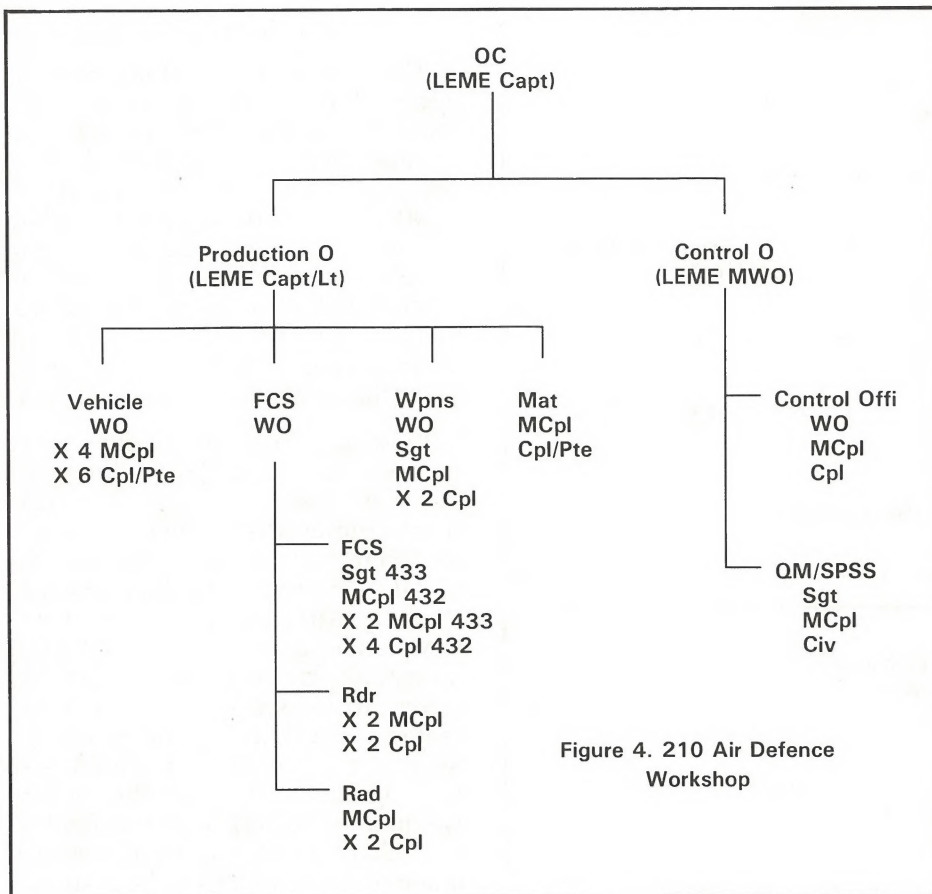 OC
(LEME Capt)
Production O
(LEME Capt/Lt)
Control O
(LEME MWO)
Vehicle
WO
X 4 MCpl
X 6 Cpl/Pte
FCS
WO
Wpns
WO
Sgt
MCpl
X 2 Cpl
Mat
MCpl
Cpl/Pte
Control Offi
WO
MCpl
Cpl
FCS
Sgt 433
MCpl 432
X 2 MCpl 433
X 4 Cpl 432
QM/SPSS
Sgt
MCpl
Civ
Rdr
X 2 MCpl
X 2 Cpl
Rad
MCpl
X 2 Cpl
Figure 4. 210 Air Defence
Workshop